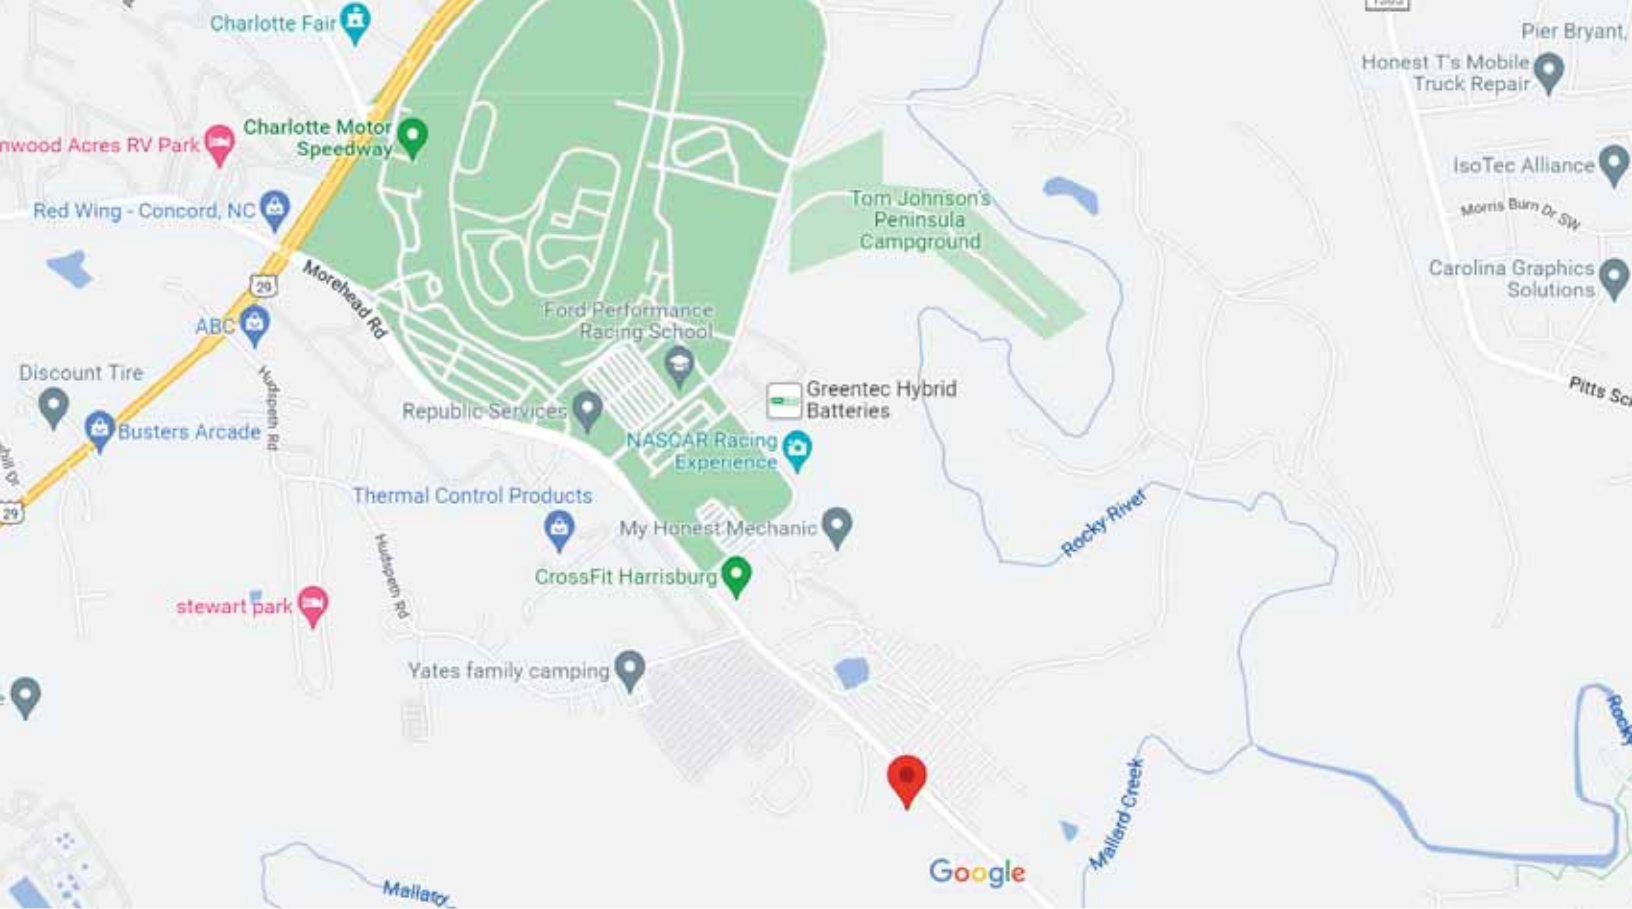 Charlotte Fair
Pier Bryant,
Honest T's Mobile
Truck Repair
Charlotte Motor
Speedway
nwood Acres RV Park
IsoTec Alliance
Red Wing - Concord, NC
Tom Johnson's
Peninsula
Campground
Morris Burn Dr SW
Morehead Rd
29
Carolina Graphics
Solutions
Ford Performance
Racing School
ABC
Discount Tire
Hudspeth Rd
Greentec Hybrid
Batteries
Pitts Sc
Republic Services
Busters Arcade
NASCAR Racing
Experience
Thermal Control Products
29
Rocky River
My Honest Mechanic
Hudspeth Rd
CrossFit Harrisburg
stewart park
Yates family camping
Rocky
Mallard Creek
Google
Mallard